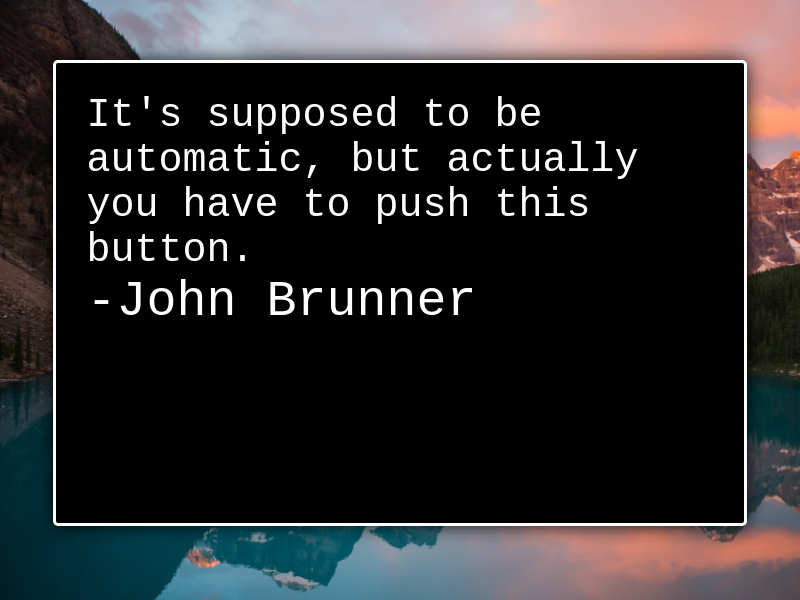 It's supposed to be
automatic, but actually
you have to push this
button.
-John Brunner